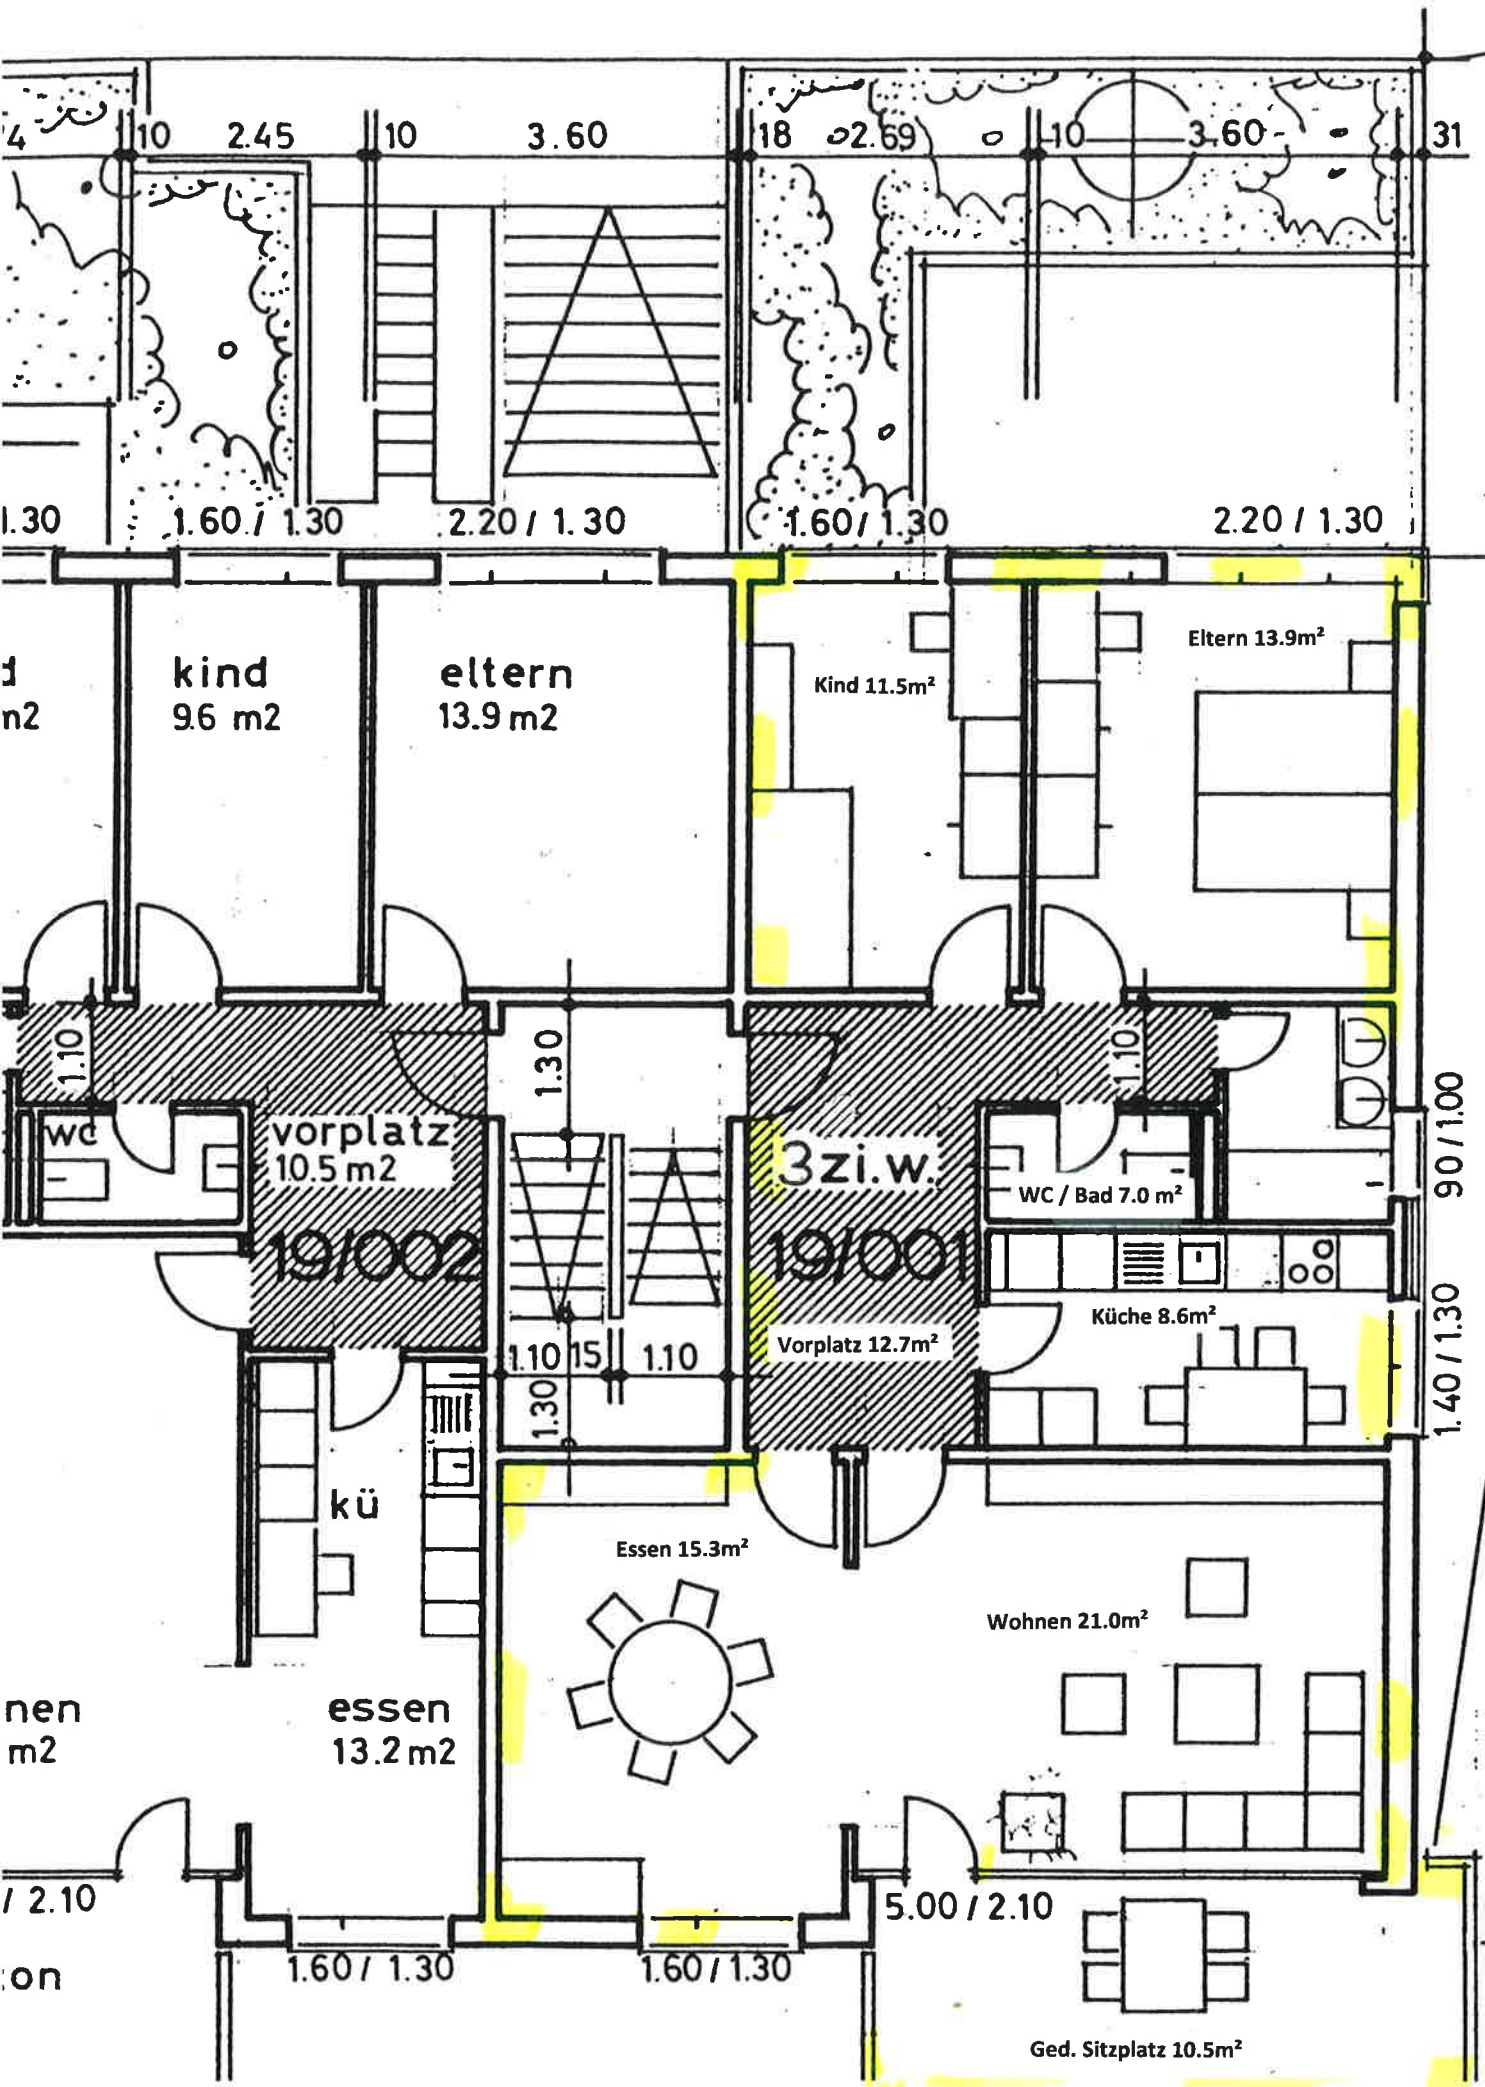 4 10 2.45 10 3.60 18 2.69 10 3.60 31
1.30 1.60 / 1.30 2.20 / 1.30 1.60 / 1.30 2.20 / 1.30
Eltern 13.9m²
kind
9.6 m2
eltern
13.9 m2
Kind 11.5m²
d
m2
1.10
1.30
1.10
wc
vorplatz
10.5 m2
3 zi.w.
WC / Bad 7.0 m²
90 / 1.00
19/002
19/001
Küche 8.6m²
Vorplatz 12.7m²
1.40 / 1.30
1.10 15 1.10
1.30
kü
Essen 15.3m²
Wohnen 21.0m²
nen
m2
essen
13.2 m2
/ 2.10
5.00 / 2.10
1.60 / 1.30
1.60 / 1.30
on
Ged. Sitzplatz 10.5m²